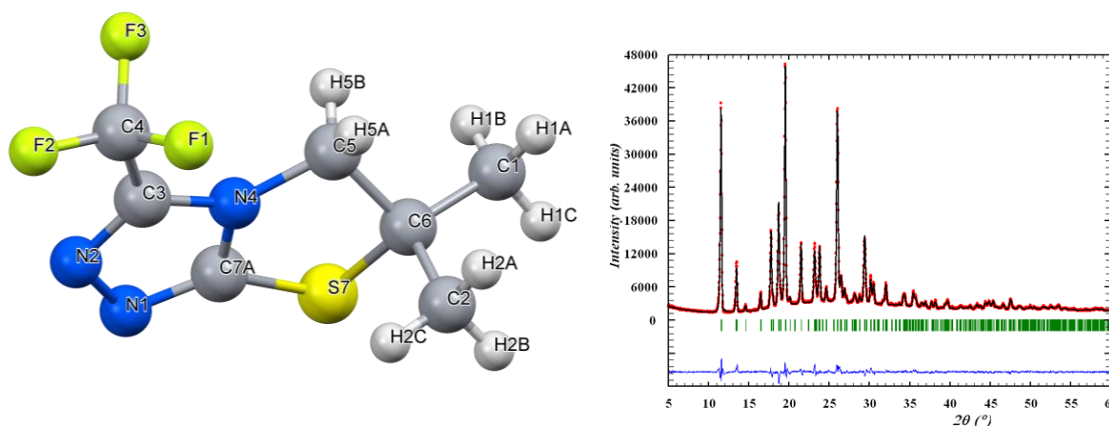 F3
H5B
C4
F2
F1
H5A
C5
H1B
H1A
C1
C3
N4
H1C
C6
N2
C7A
H2A
S7
N1
C2
H2C
H2B
48000
42000
36000
30000
24000
18000
12000
6000
0
Intensity (arb. units)
5 10 15 20 25 30 35 40 45 50 55 6
2θ (°)